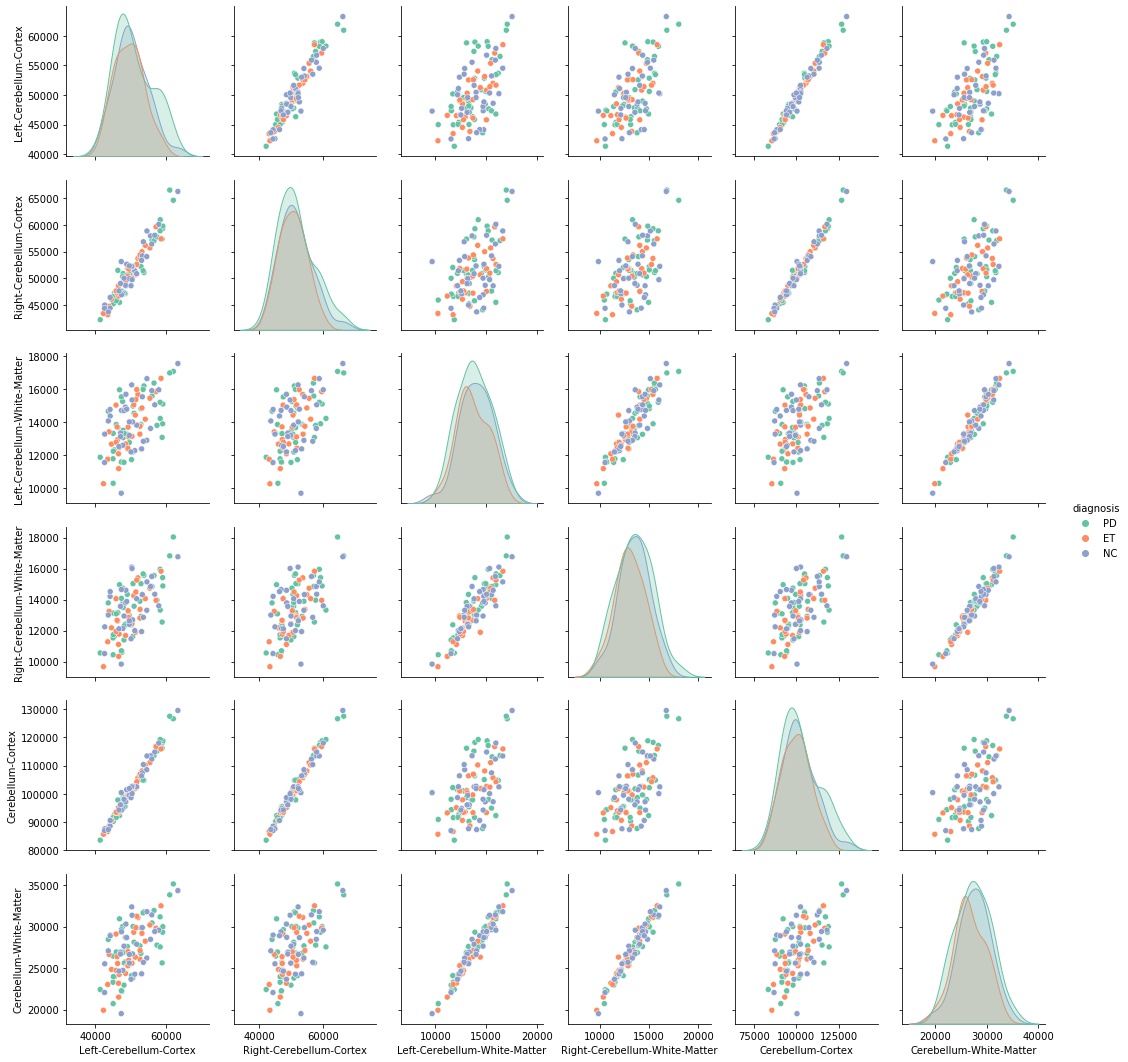 Left-Cerebellum-Cortex
60000
55000
50000
45000
40000
Right-Cerebellum-Cortex
65000
60000
55000
50000
45000
Left-Cerebellum-White-Matter
18000
16000
14000
12000
10000
Right-Cerebellum-White-Matter
18000
16000
14000
12000
10000
Cerebellum-Cortex
130000
120000
110000
100000
90000
80000
Cerebellum-White-Matter
35000
30000
25000
20000
40000 60000
Left-Cerebellum-Cortex
40000 60000
Right-Cerebellum-Cortex
10000 15000 20000
Left-Cerebellum-White-Matter
10000 15000 20000
Right-Cerebellum-White-Matter
75000 100000 125000
Cerebellum-Cortex
20000 30000 40000
Cerebellum-White-Matter
diagnosis
PD
ET
NC